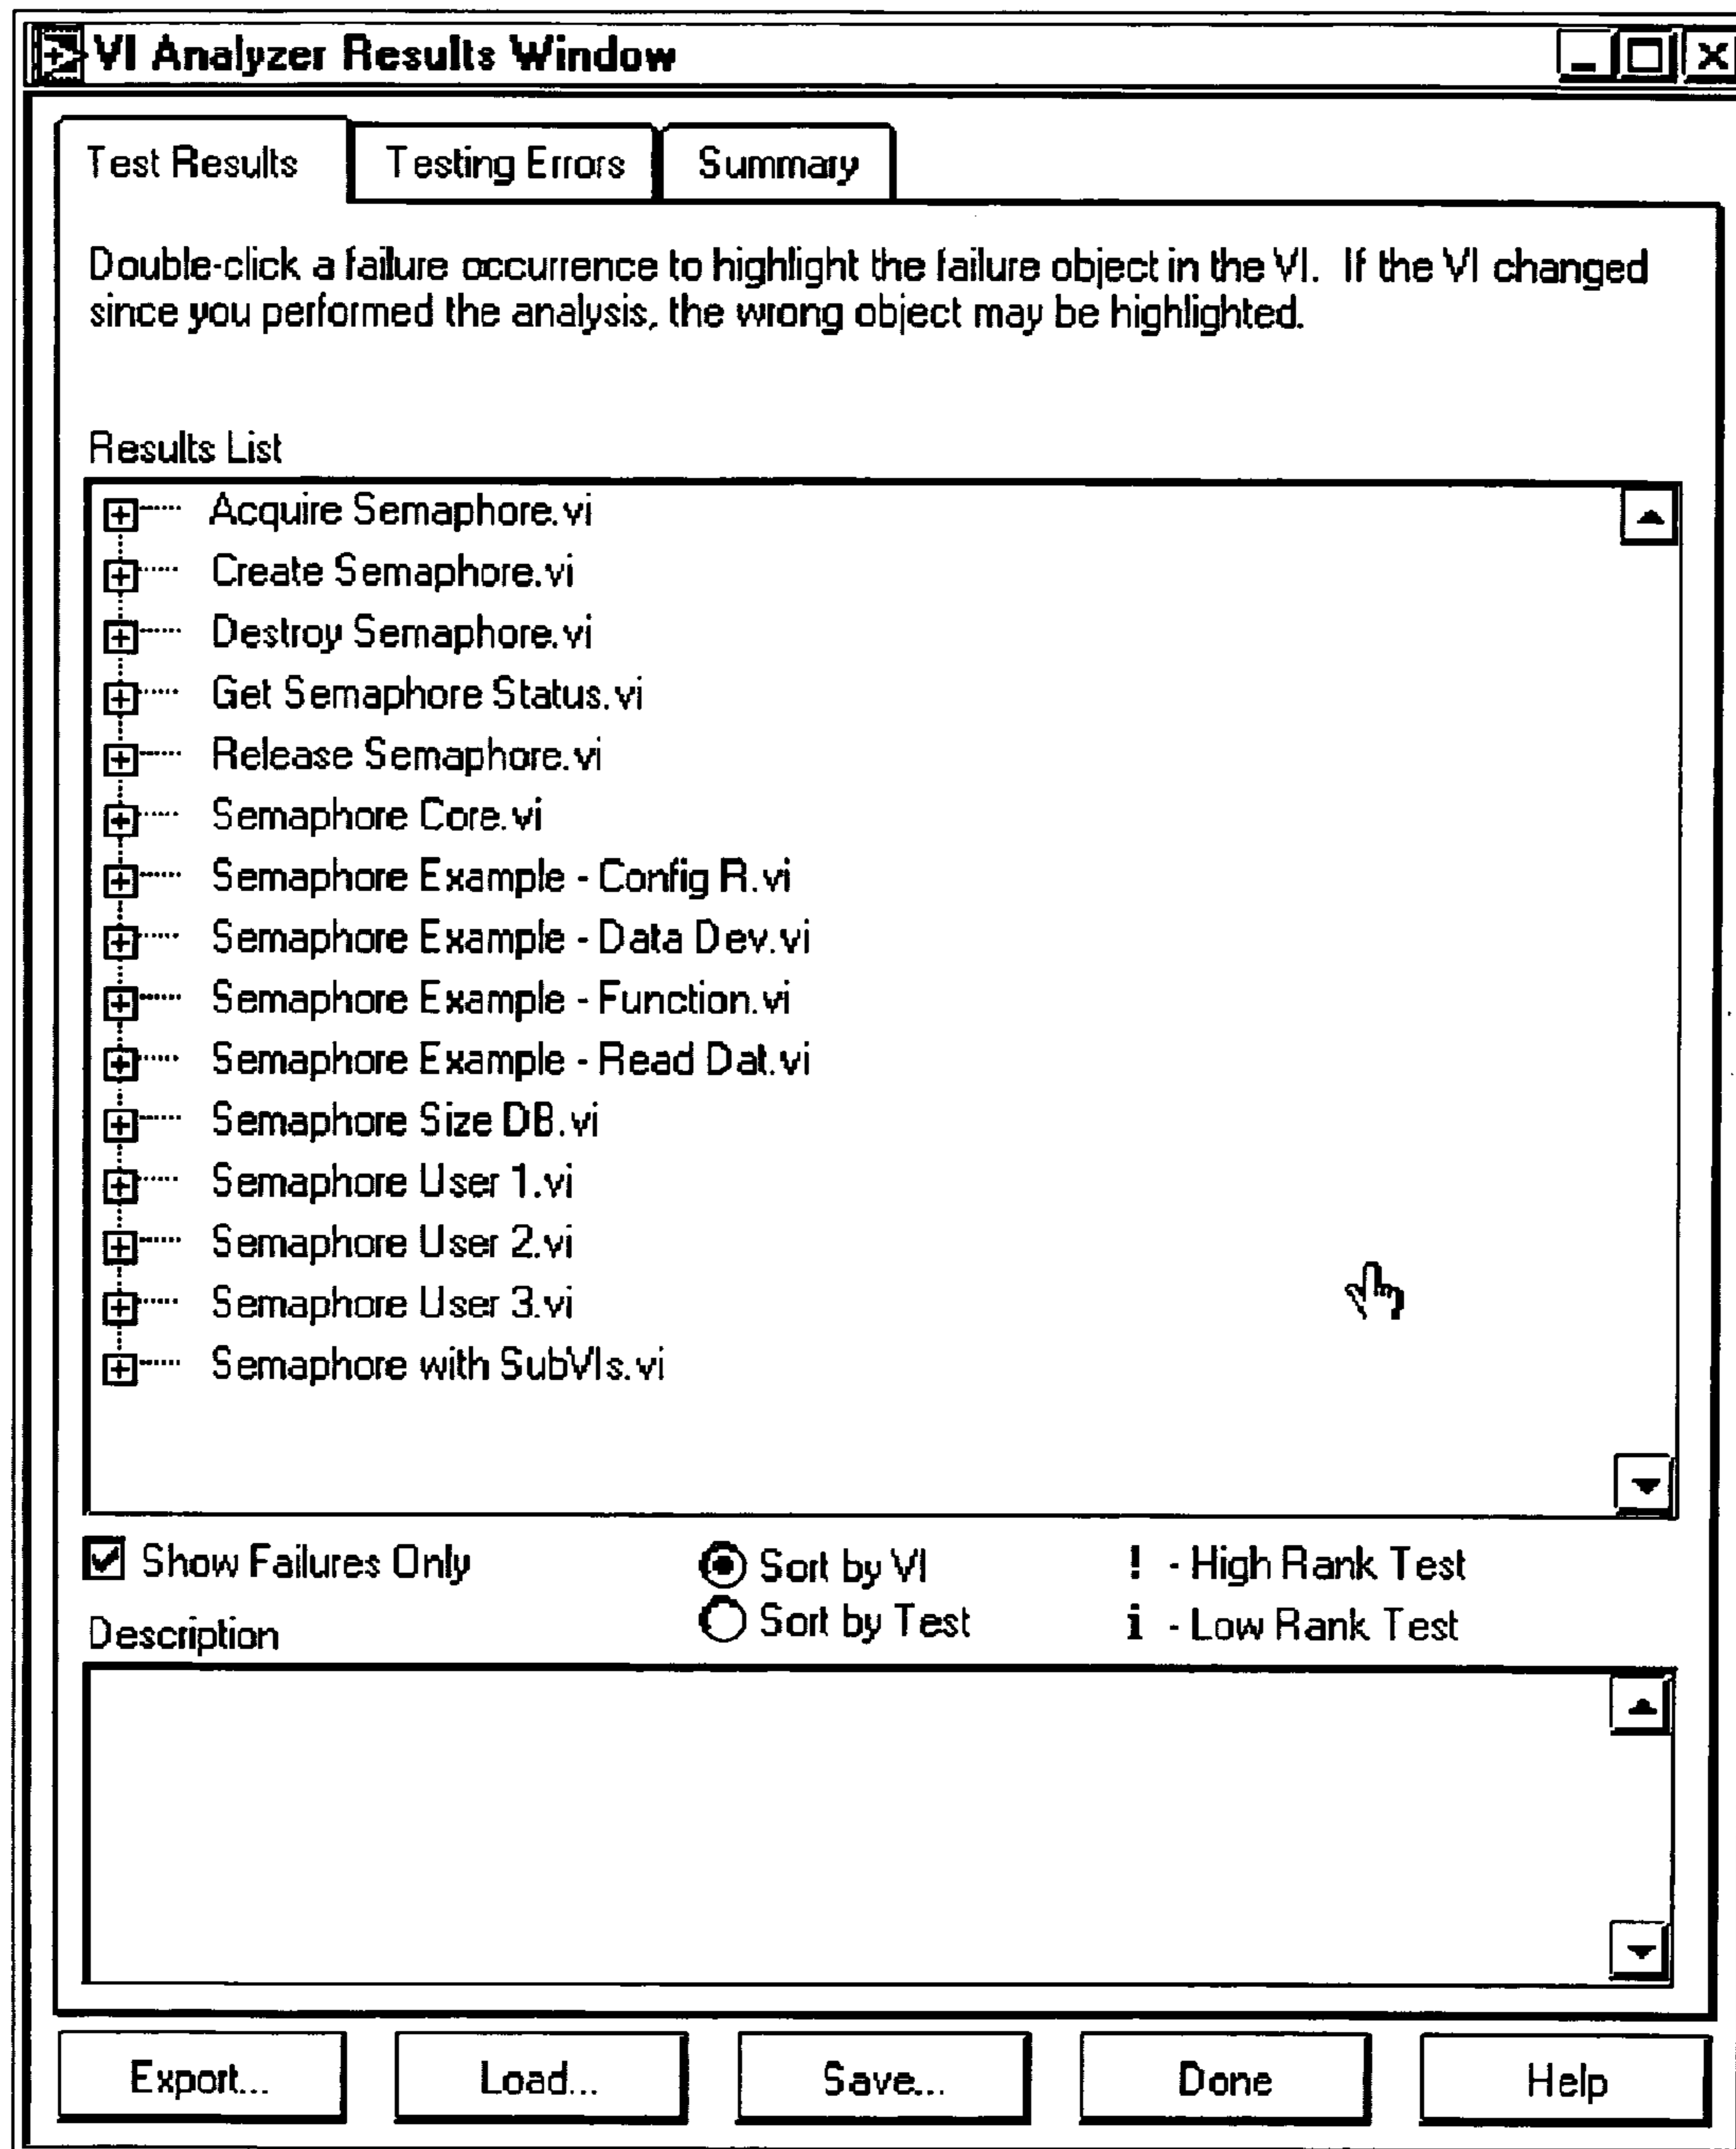 VI Analyzer Results Window
Test Results
Testing Errors
Summary
Double-click a failure occurrence to highlight the failure object in the VI. If the VI changed
since you performed the analysis, the wrong object may be highlighted.
Results List
Acquire Semaphore.vi
Create Semaphore.vi
Destroy Semaphore.vi
Get Semaphore Status.vi
Release Semaphore.vi
Semaphore Core.vi
Semaphore Example - Config R.vi
Semaphore Example - Data Dev.vi
Semaphore Example - Function.vi
Semaphore Example - Read Dat.vi
Semaphore Size DB.vi
Semaphore User 1.vi
Semaphore User 2.vi
Semaphore User 3.vi
Semaphore with SubVIs.vi
Show Failures Only
Sort by VI
! - High Rank Test
Sort by Test
i - Low Rank Test
Description
Export...
Load...
Save...
Done
Help